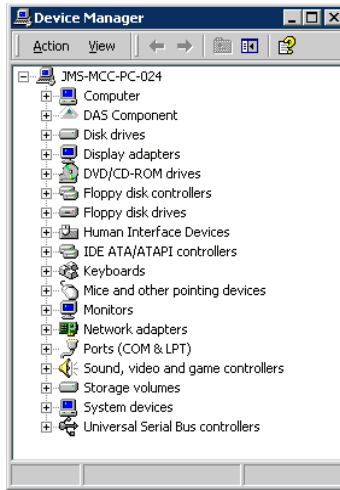 Device Manager
Action View
JMS-MCC-PC-024
Computer
DAS Component
Disk drives
Display adapters
DVD/CD-ROM drives
Floppy disk controllers
Floppy disk drives
Human Interface Devices
IDE ATA/ATAPI controllers
Keyboards
Mice and other pointing devices
Monitors
Network adapters
Ports (COM & LPT)
Sound, video and game controllers
Storage volumes
System devices
Universal Serial Bus controllers